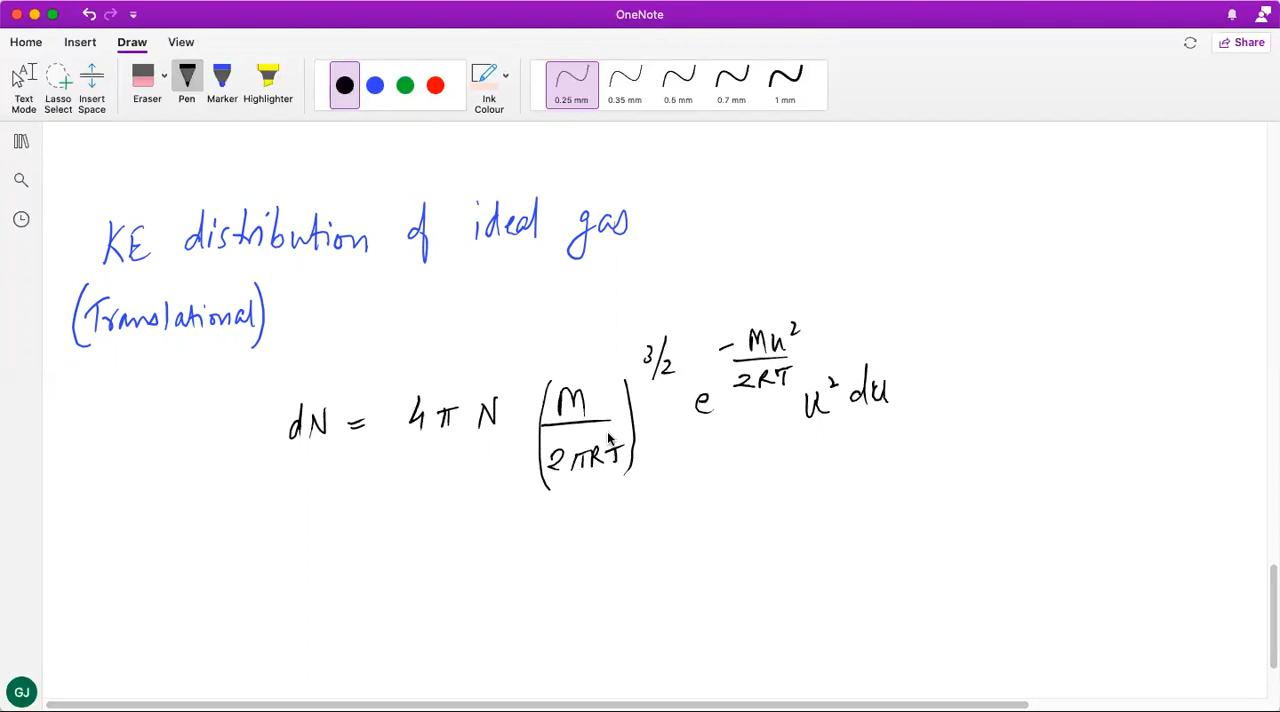 OneNote
Home Insert Draw View
Share
Text Mode Lasso Select Insert Space Eraser Pen Marker Highlighter Ink Colour 0.25 mm 0.35 mm 0.5 mm 0.7 mm 1 mm
KE distribution of ideal gas
(Translational)
dN = 4πN (M/2πRT)^3/2 e^-Mu²/2RT u² du
GJ